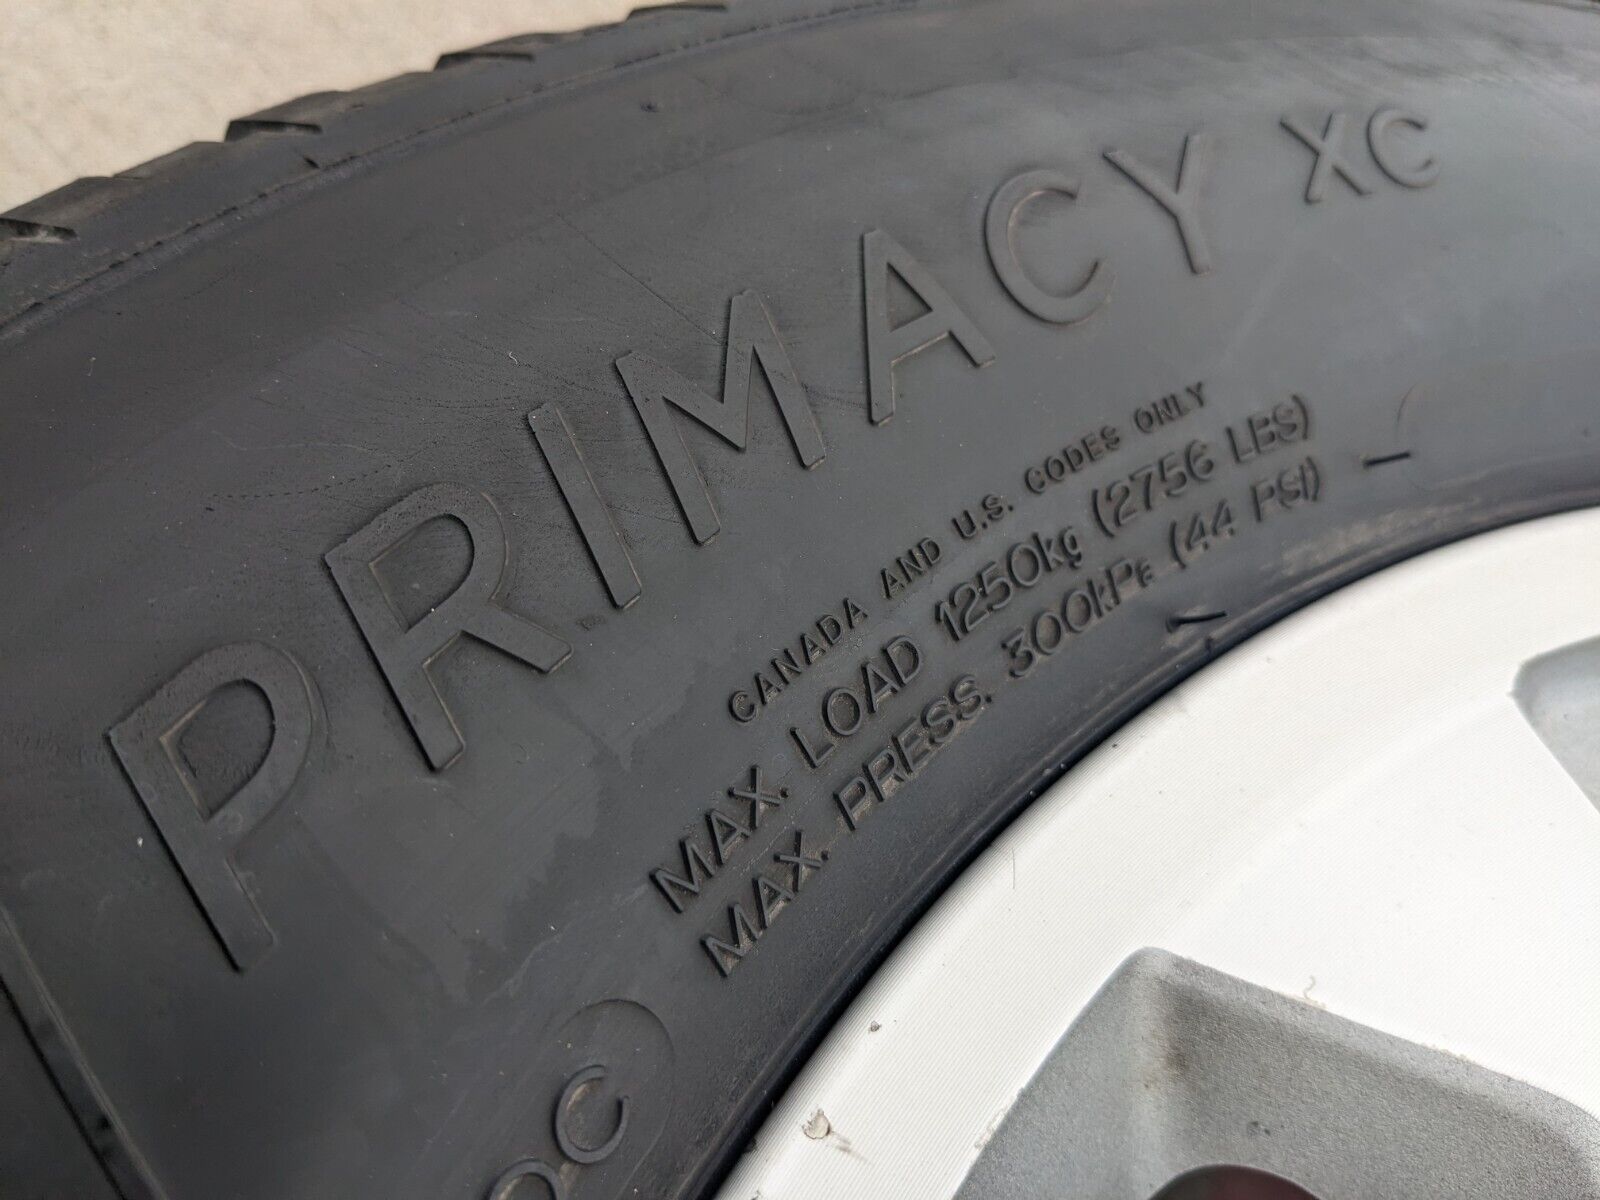 PRIMACY XC
CANADA AND U.S. CODES ONLY
MAX. LOAD 1250kg (2756 LBS)
MAX. PRESS. 300kPa (44 PSI)